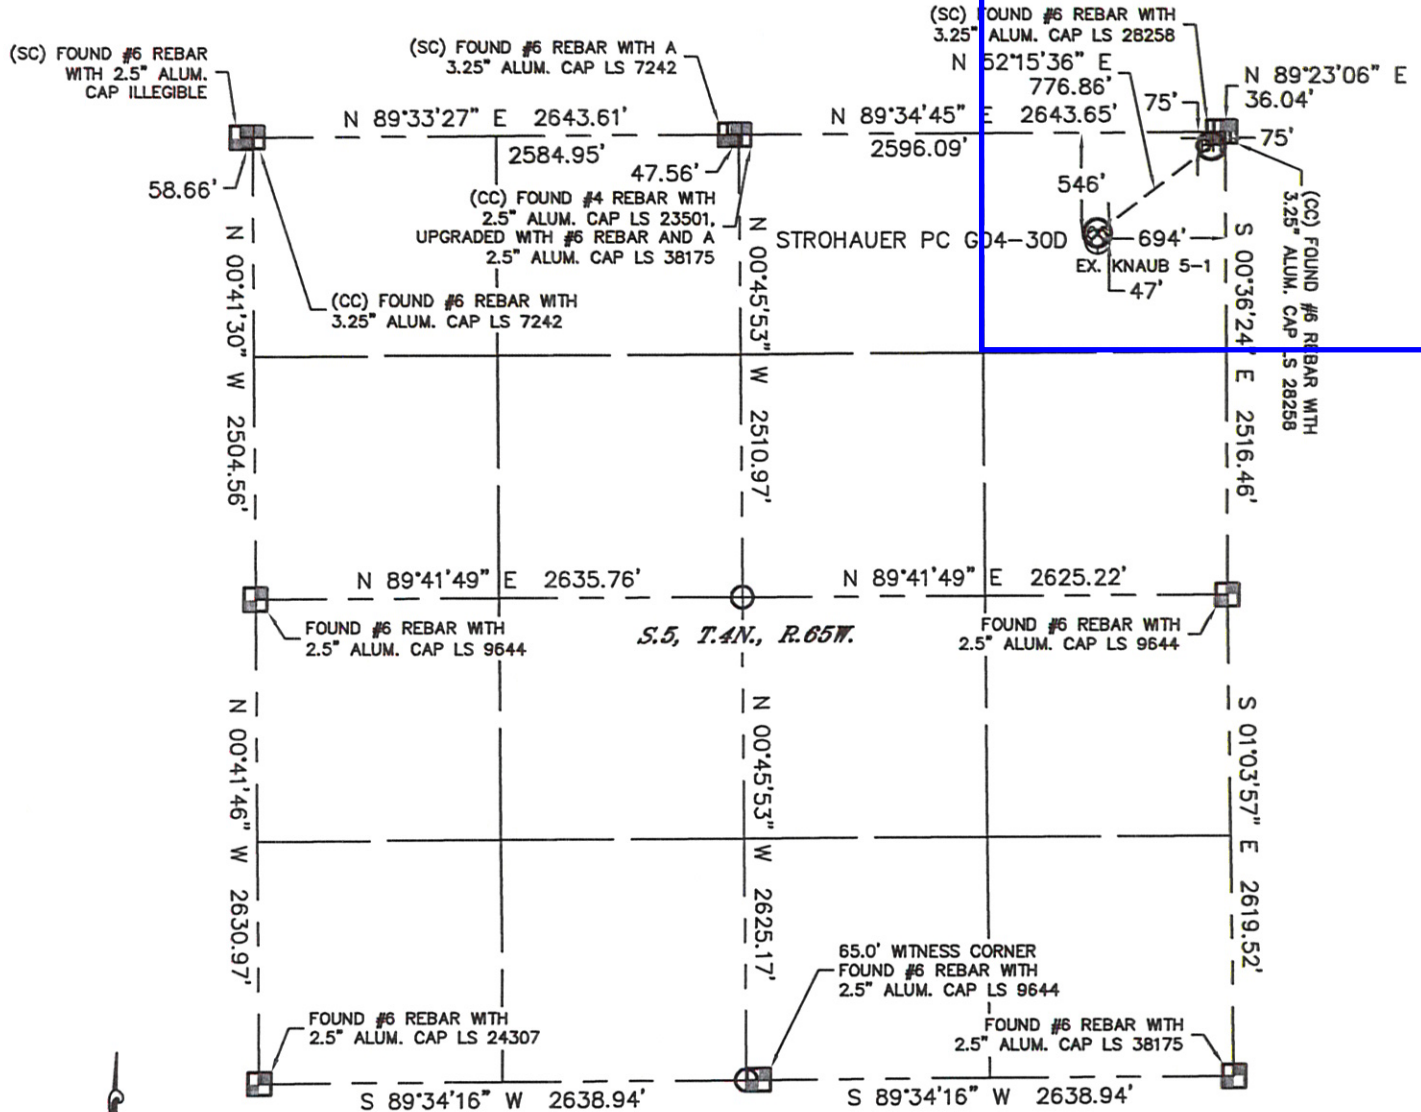 (SC) FOUND #6 REBAR WITH
3.25" ALUM. CAP LS 28258
(SC) FOUND #6 REBAR
WITH 2.5" ALUM.
CAP ILLEGIBLE
(SC) FOUND #6 REBAR WITH A
3.25" ALUM. CAP LS 7242
N 52°15'36" E
776.86'
N 89°23'06" E
36.04'
75'
75'
N 89°33'27" E 2643.61'
2584.95'
N 89°34'45" E 2643.65'
2596.09'
58.66'
47.56'
546'
(CC) FOUND #4 REBAR WITH
2.5" ALUM. CAP LS 23501,
UPGRADED WITH #6 REBAR AND A
2.5" ALUM. CAP LS 38175
STROHAUER PC G04-30D
694'
EX. KNAUB 5-1
47'
(CC) FOUND #6 REBAR WITH
3.25" ALUM. CAP LS 28258
(CC) FOUND #6 REBAR WITH
3.25" ALUM. CAP LS 7242
N 00°41'30" W 2504.56'
N 00°45'53" W 2510.97'
S 00°36'24" E 2516.46'
N 89°41'49" E 2635.76'
N 89°41'49" E 2625.22'
FOUND #6 REBAR WITH
2.5" ALUM. CAP LS 9644
S.5, T.4N., R.65W.
FOUND #6 REBAR WITH
2.5" ALUM. CAP LS 9644
N 00°41'46" W 2630.97'
N 00°45'53" W 2625.17'
S 01°03'57" E 2619.52'
65.0' WITNESS CORNER
FOUND #6 REBAR WITH
2.5" ALUM. CAP LS 9644
FOUND #6 REBAR WITH
2.5" ALUM. CAP LS 24307
FOUND #6 REBAR WITH
2.5" ALUM. CAP LS 38175
S 89°34'16" W 2638.94'
S 89°34'16" W 2638.94'